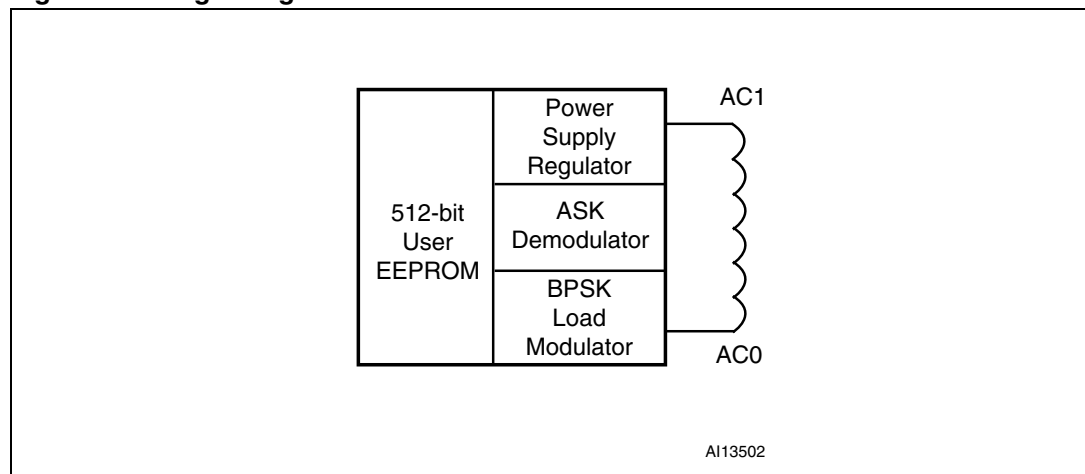 512-bit
User
EEPROM
Power
Supply
Regulator
ASK
Demodulator
BPSK
Load
Modulator
AC1
AC0
AI13502